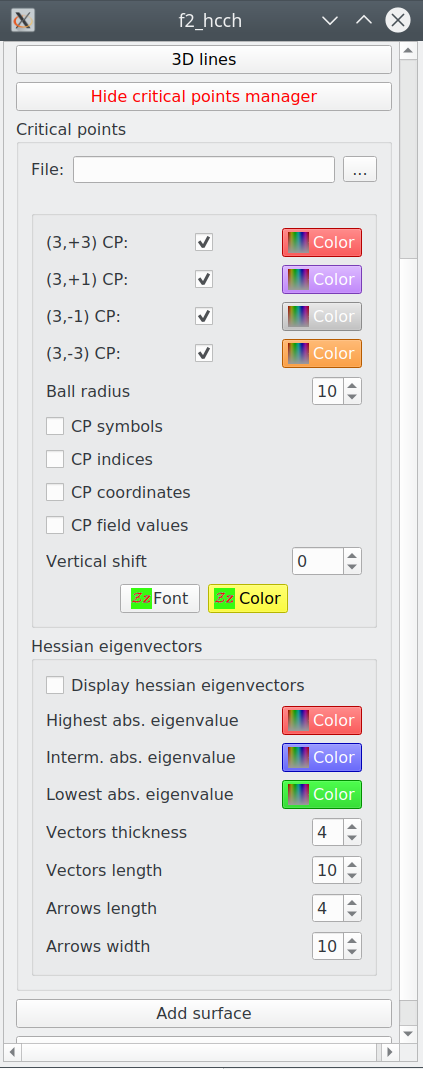 f2_hcch
3D lines
Hide critical points manager
Critical points
File: ...
(3,+3) CP: Color
(3,+1) CP: Color
(3,-1) CP: Color
(3,-3) CP: Color
Ball radius 10
CP symbols
CP indices
CP coordinates
CP field values
Vertical shift 0
Zz Font Zz Color
Hessian eigenvectors
Display hessian eigenvectors
Highest abs. eigenvalue Color
Interm. abs. eigenvalue Color
Lowest abs. eigenvalue Color
Vectors thickness 4
Vectors length 10
Arrows length 4
Arrows width 10
Add surface